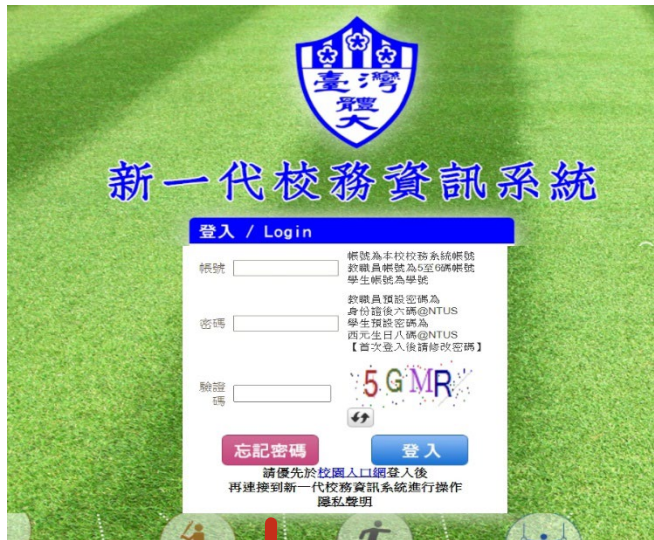 臺灣
體
大
新一代校務資訊系統
登入 / Login
帳號
帳號為本校校務系統帳號
教職員帳號為5至6碼帳號
學生帳號為學號
密碼
教職員預設密碼為
身份證後六碼@NTUS
學生預設密碼為
西元生日八碼@NTUS
【首次登入後請修改密碼】
驗證
碼
5GMR
忘記密碼
登入
請優先於校園入口網登入後
再連接到新一代校務資訊系統進行操作
隱私聲明